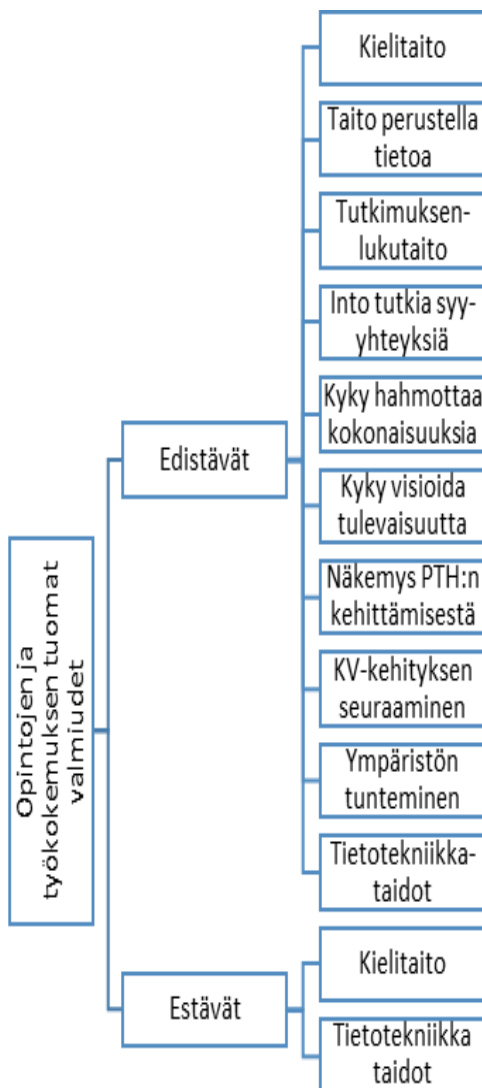 Opintojen ja
työkokemuksen tuomat
valmiudet
Edistävät
Kielitaito
Taito perustella
tietoa
Tutkimuksen-
lukutaito
Into tutkia syy-
yhteyksiä
Kyky hahmottaa
kokonaisuuksia
Kyky visioida
tulevaisuutta
Näkemys PTH:n
kehittämisestä
KV-kehityksen
seuraaminen
Ympäristön
tunteminen
Tietotekniikka-
taidot
Estävät
Kielitaito
Tietotekniikka
taidot